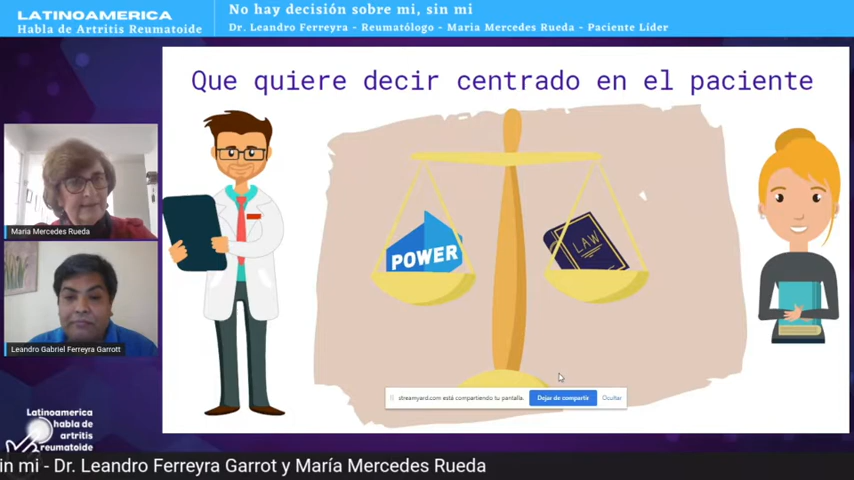 LATINOAMERICA
Habla de Artritis Reumatoide
No hay decisión sobre mi, sin mi
Dr. Leandro Ferreyra - Reumatólogo - Maria Mercedes Rueda - Paciente Líder
Que quiere decir centrado en el paciente
POWER
LAW
Maria Mercedes Rueda
Leandro Gabriel Ferreyra Garrott
streamyard.com está compartiendo tu pantalla.
Dejar de compartir
Ocultar
Latinoamerica
habla de
artritis
reumatoide
in mi - Dr. Leandro Ferreyra Garrot y María Mercedes Rueda